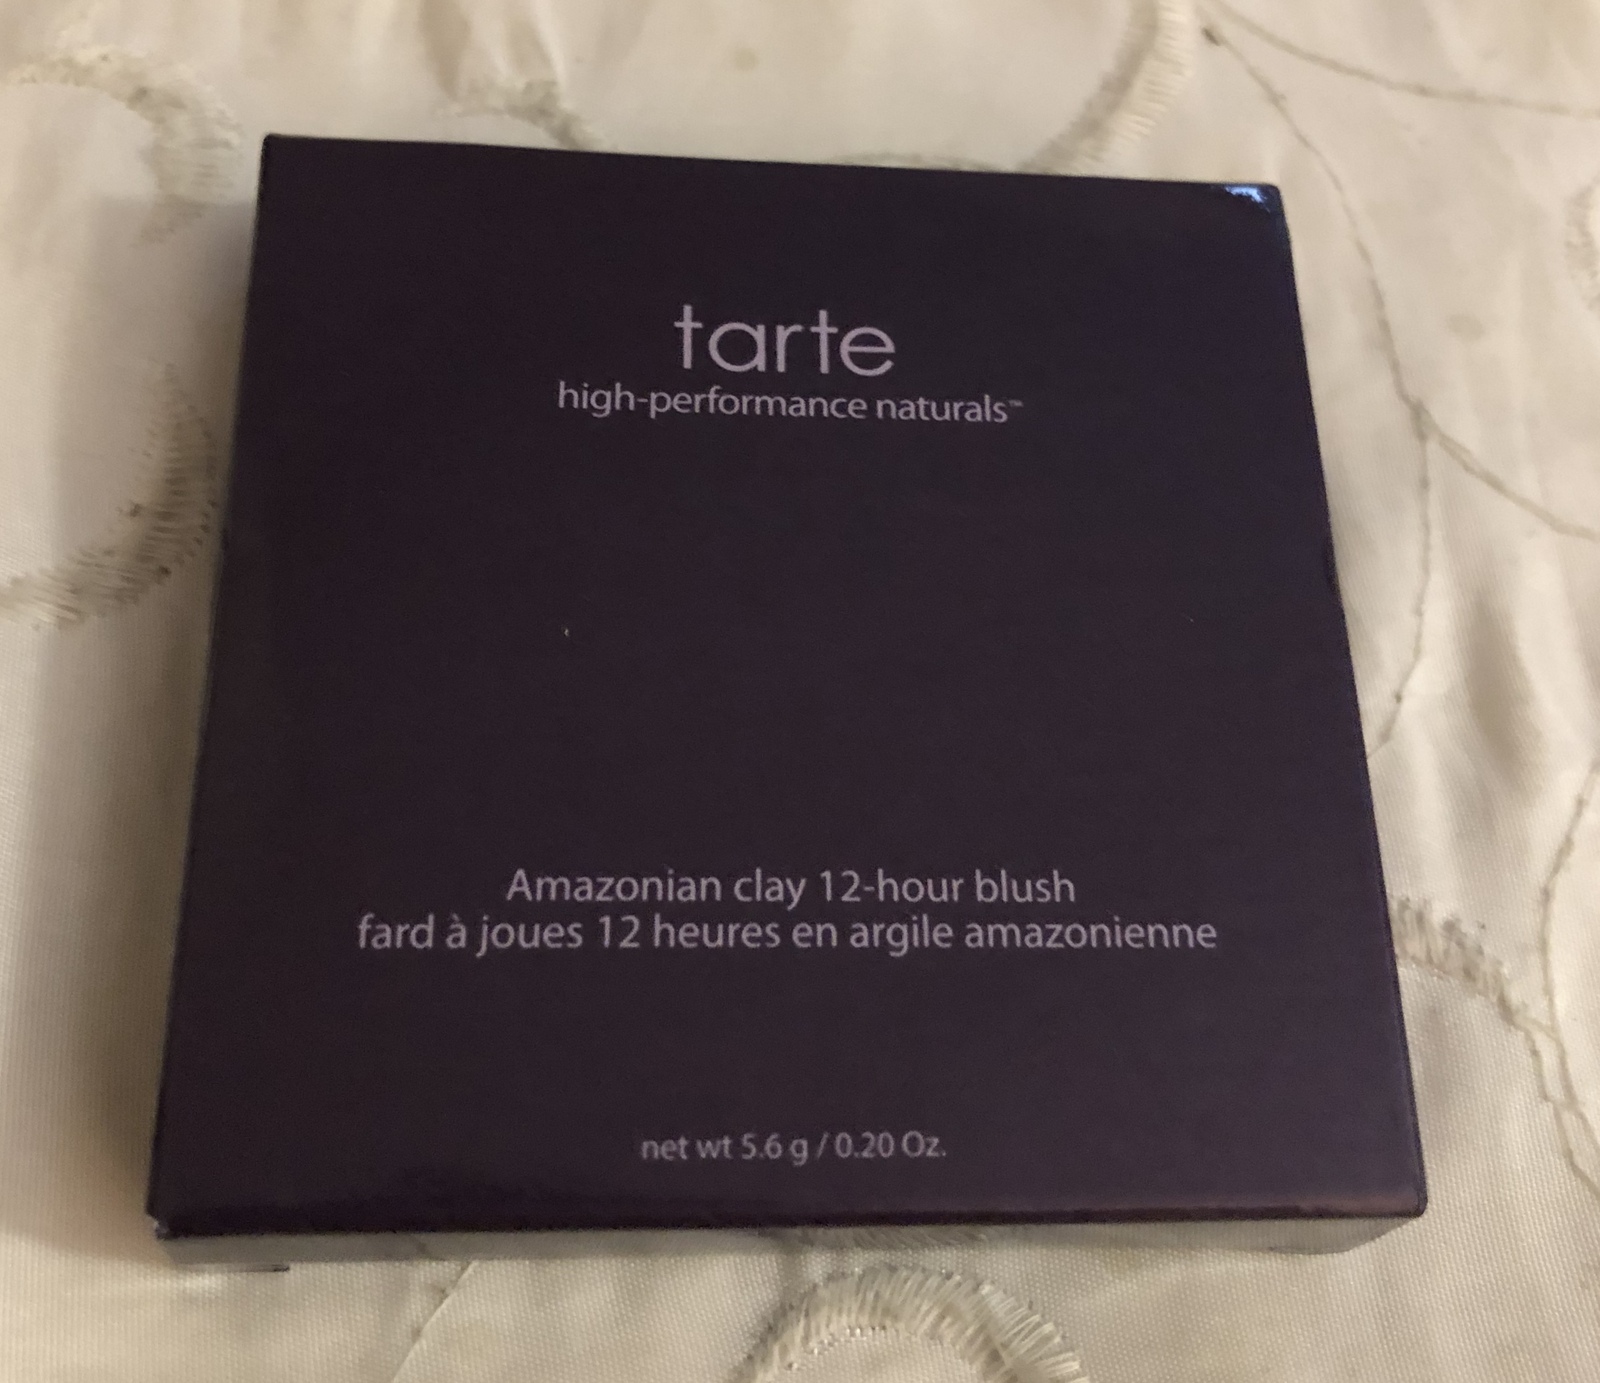 tarte
high-performance naturals™
Amazonian clay 12-hour blush
fard à joues 12 heures en argile amazonienne
net wt 5.6 g / 0.20 Oz.